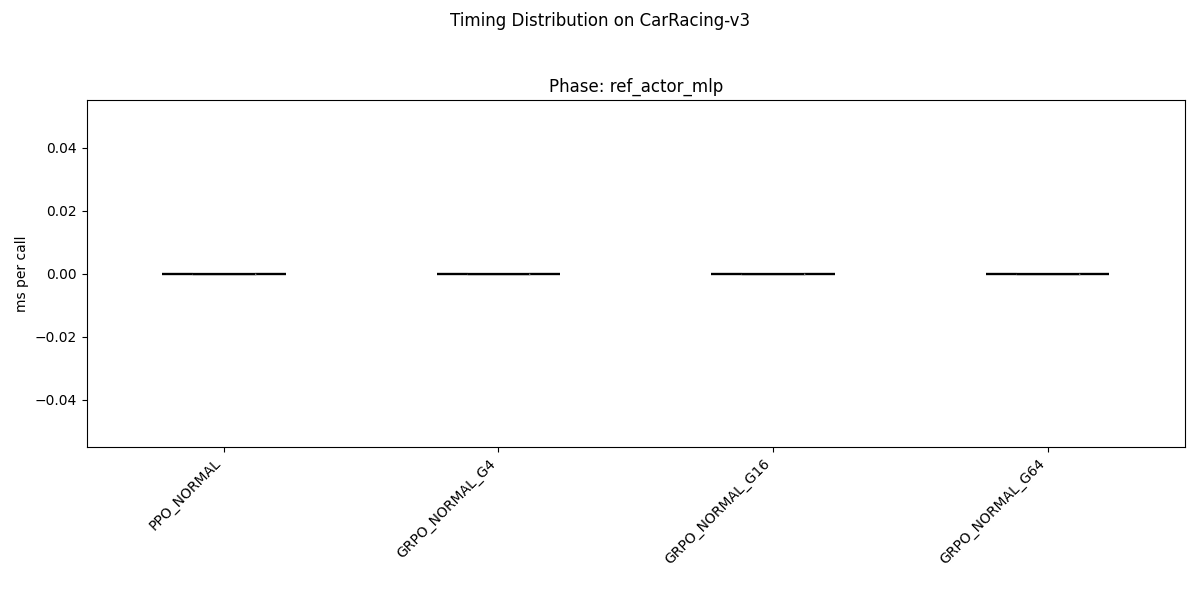 Timing Distribution on CarRacing-v3
Phase: ref_actor_mlp
ms per call
0.04
0.02
0.00
−0.02
−0.04
PPO_NORMAL
GRPO_NORMAL_G4
GRPO_NORMAL_G16
GRPO_NORMAL_G64